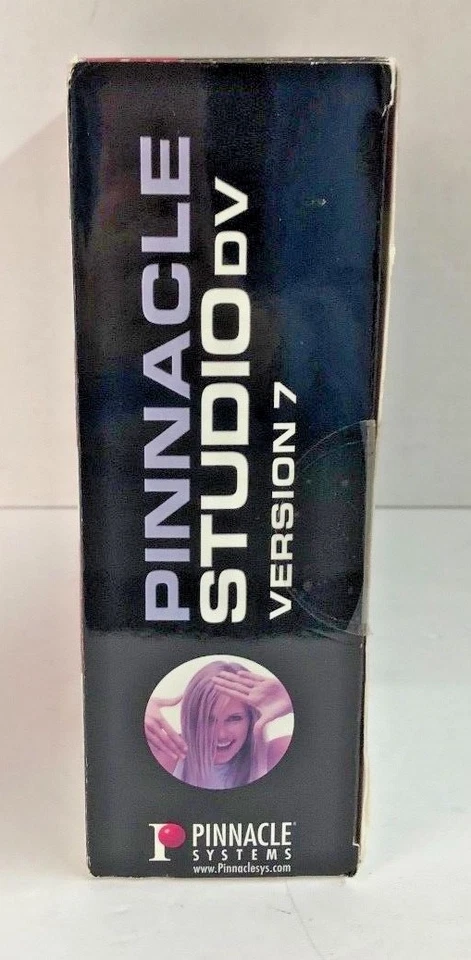 PINNACLE
STUDIO DV
VERSION 7
PINNACLE®
SYSTEMS
www.Pinnaclesys.com